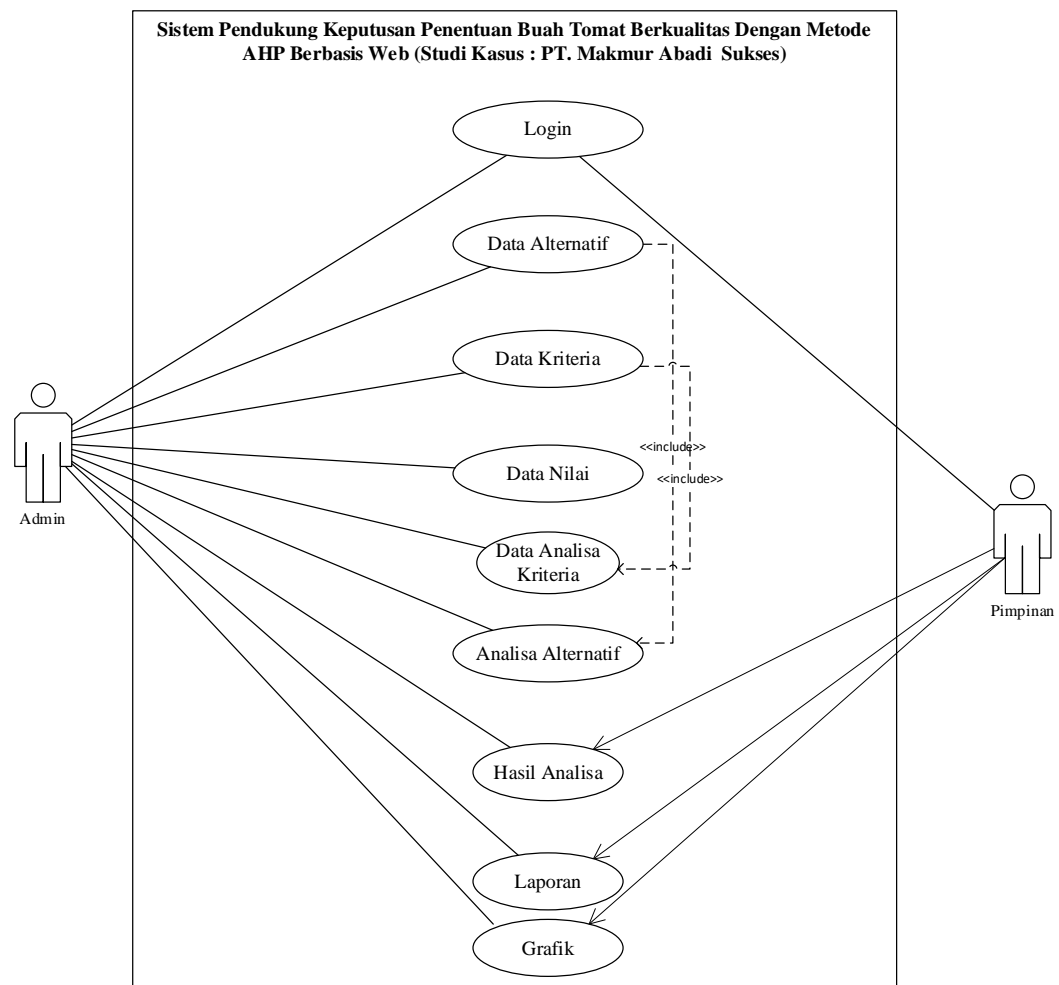 Sistem Pendukung Keputusan Penentuan Buah Tomat Berkualitas Dengan Metode
AHP Berbasis Web (Studi Kasus : PT. Makmur Abadi  Sukses)
Login
Data Alternatif
Data Kriteria
<<include>>
Data Nilai
<<include>>
Admin
Data Analisa
Kriteria
Pimpinan
Analisa Alternatif
Hasil Analisa
Laporan
Grafik